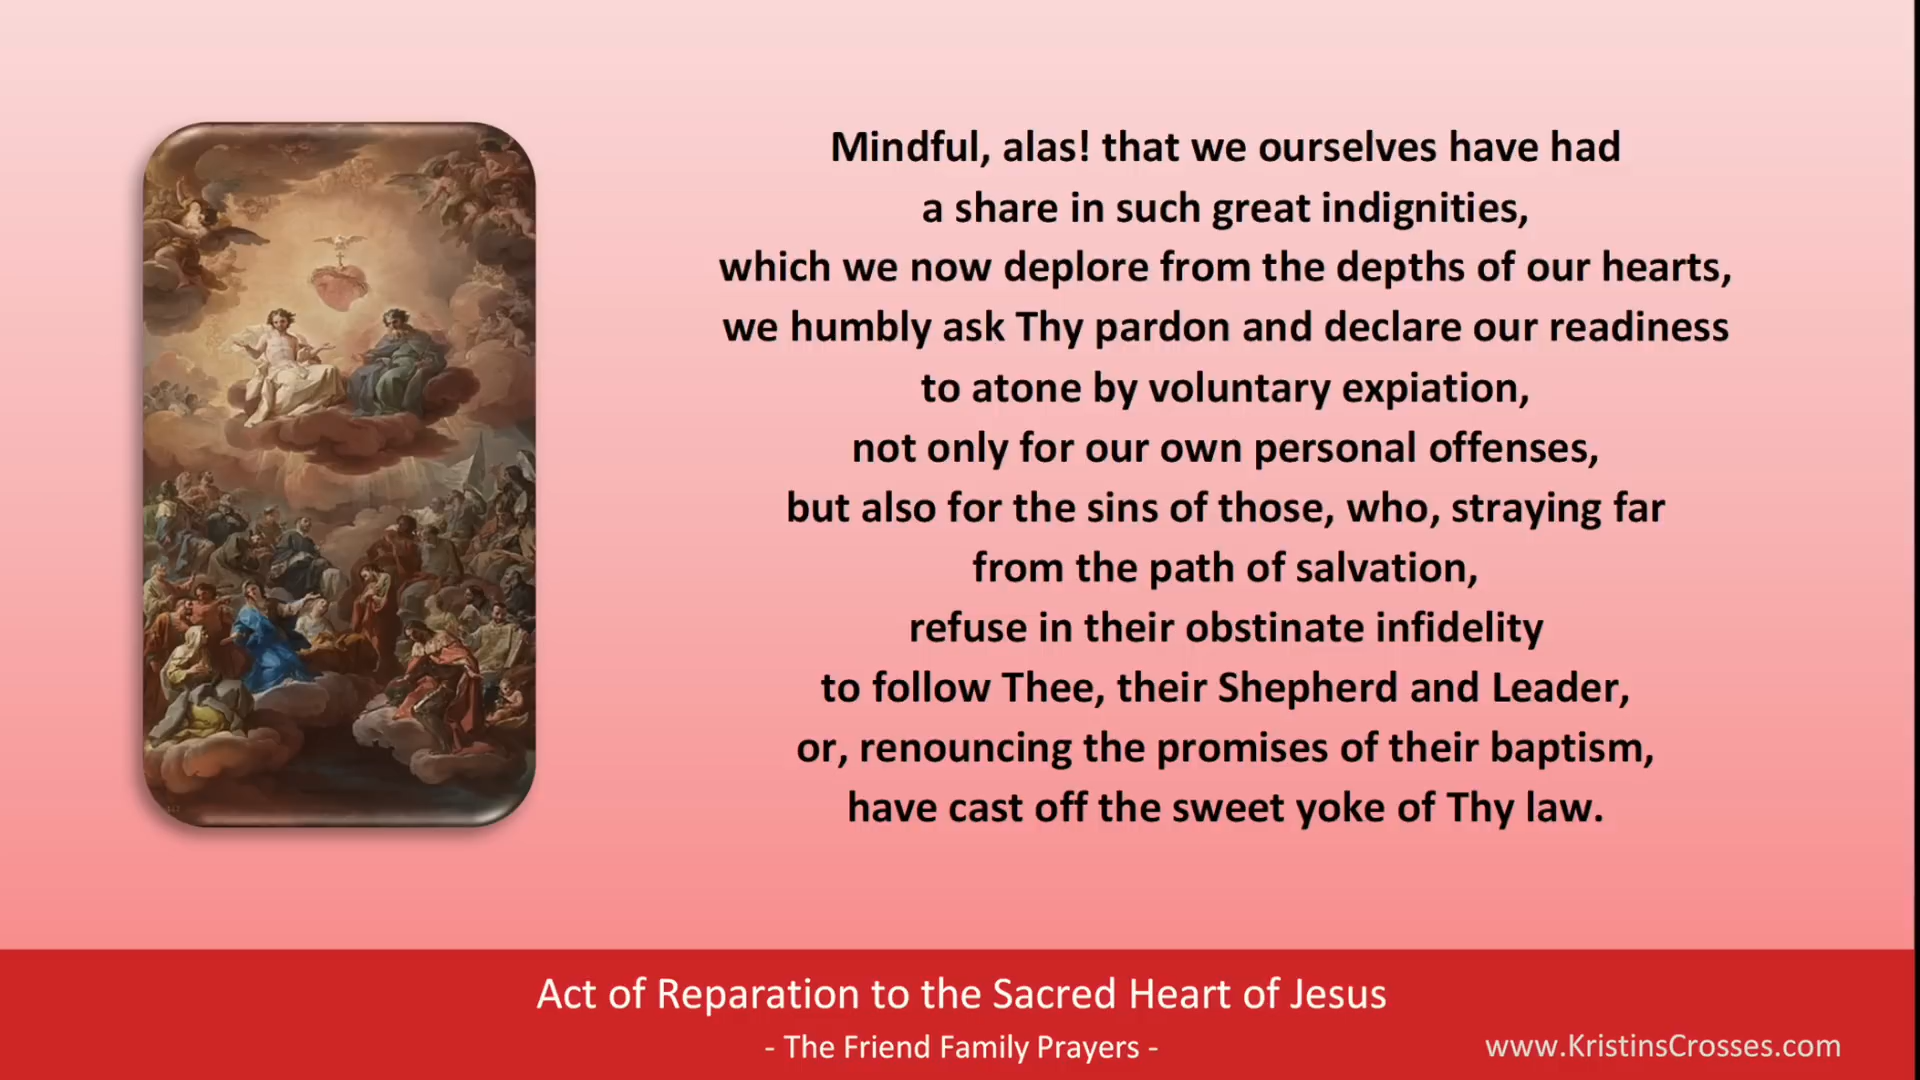 Mindful, alas! that we ourselves have had
a share in such great indignities,
which we now deplore from the depths of our hearts,
we humbly ask Thy pardon and declare our readiness
to atone by voluntary expiation,
not only for our own personal offenses,
but also for the sins of those, who, straying far
from the path of salvation,
refuse in their obstinate infidelity
to follow Thee, their Shepherd and Leader,
or, renouncing the promises of their baptism,
have cast off the sweet yoke of Thy law.
Act of Reparation to the Sacred Heart of Jesus
- The Friend Family Prayers -
www.KristinsCrosses.com